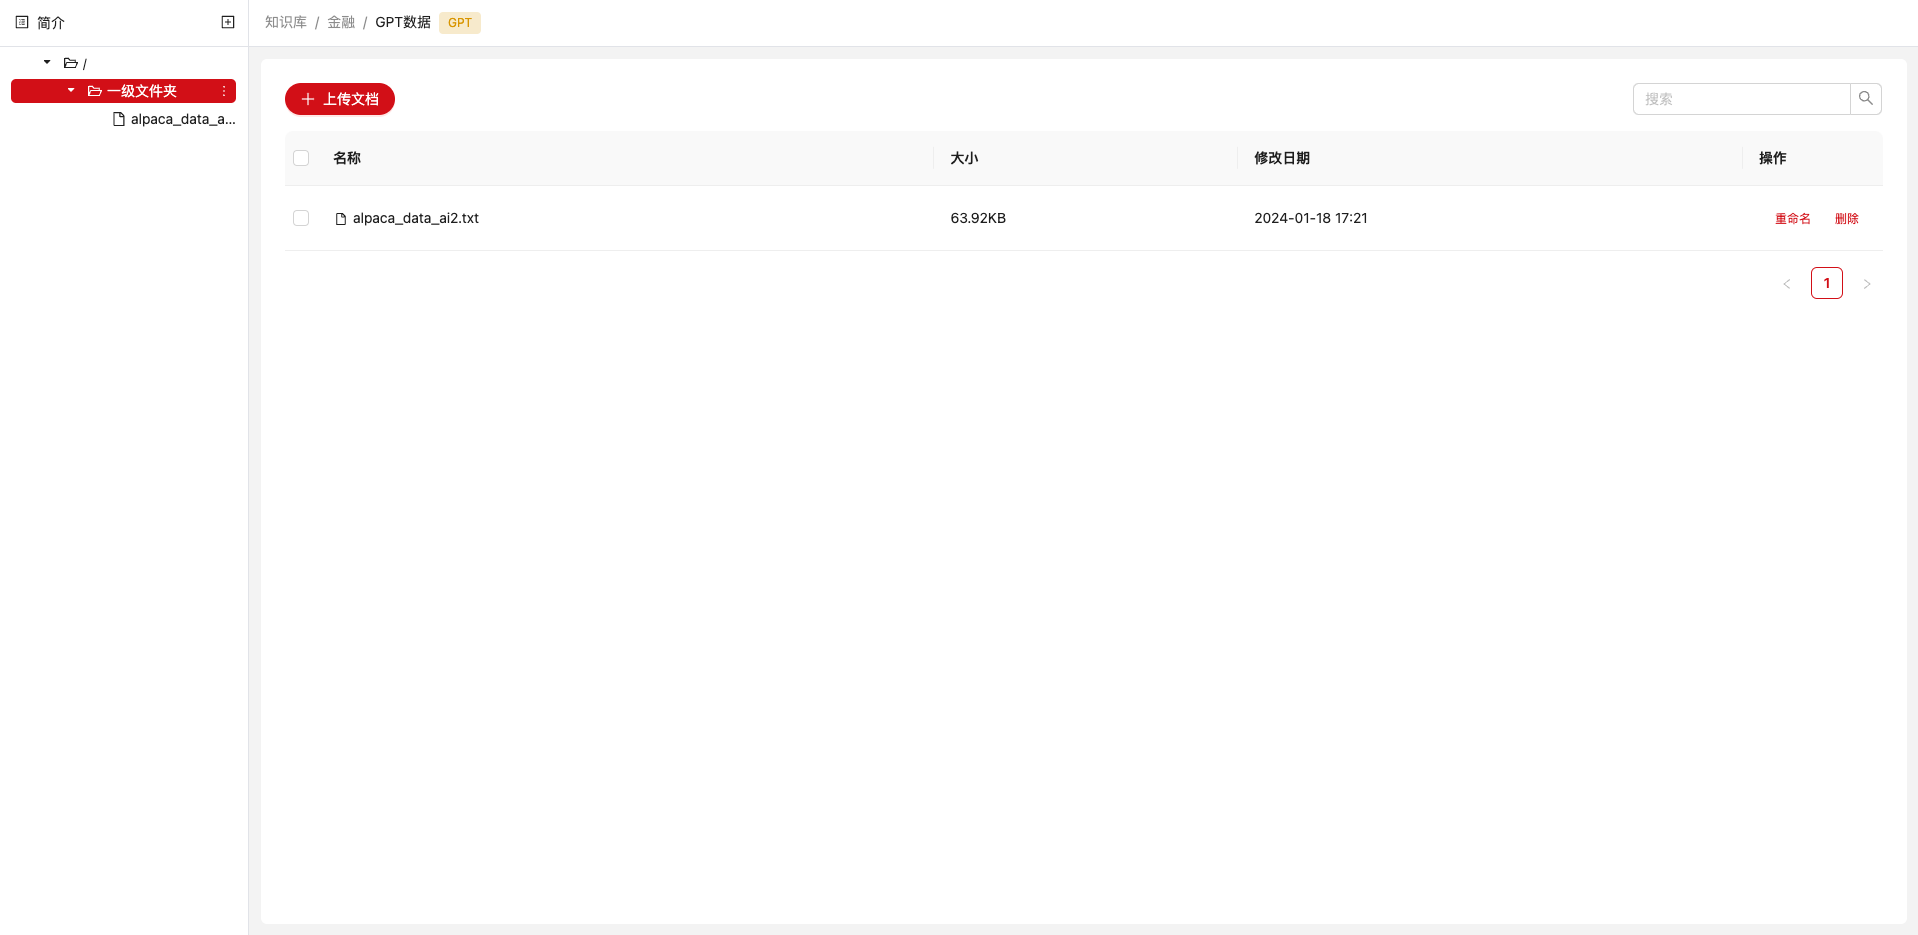 简介
/
一级文件夹
alpaca_data_a...
知识库 / 金融 / GPT数据 GPT
上传文档
搜索
名称 大小 修改日期 操作
alpaca_data_ai2.txt 63.92KB 2024-01-18 17:21 重命名 删除
< 1 >